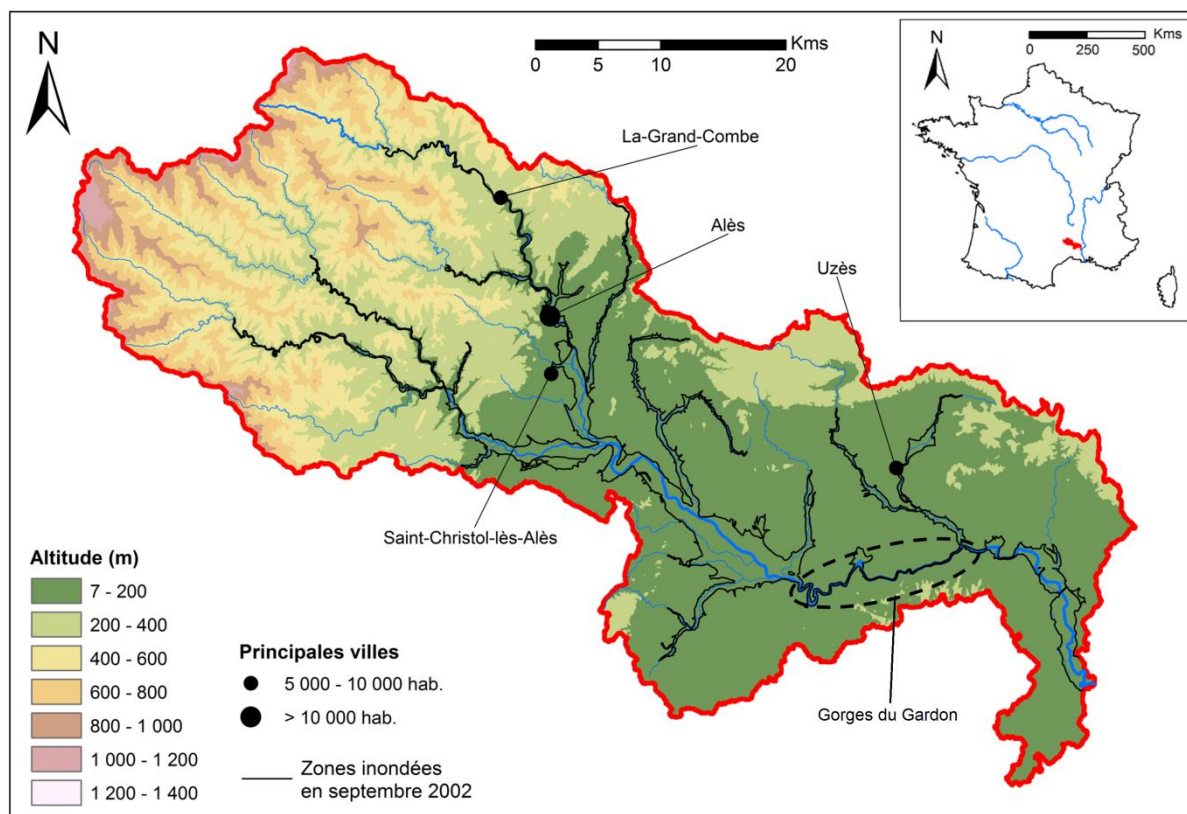 N
Kms
0 5 10 20
N
Kms
0 250 500
La-Grand-Combe
Alès
Uzès
Saint-Christol-lès-Alès
Gorges du Gardon
Altitude (m)
7 - 200
200 - 400
400 - 600
600 - 800
800 - 1 000
1 000 - 1 200
1 200 - 1 400
Principales villes
5 000 - 10 000 hab.
> 10 000 hab.
Zones inondées
en septembre 2002